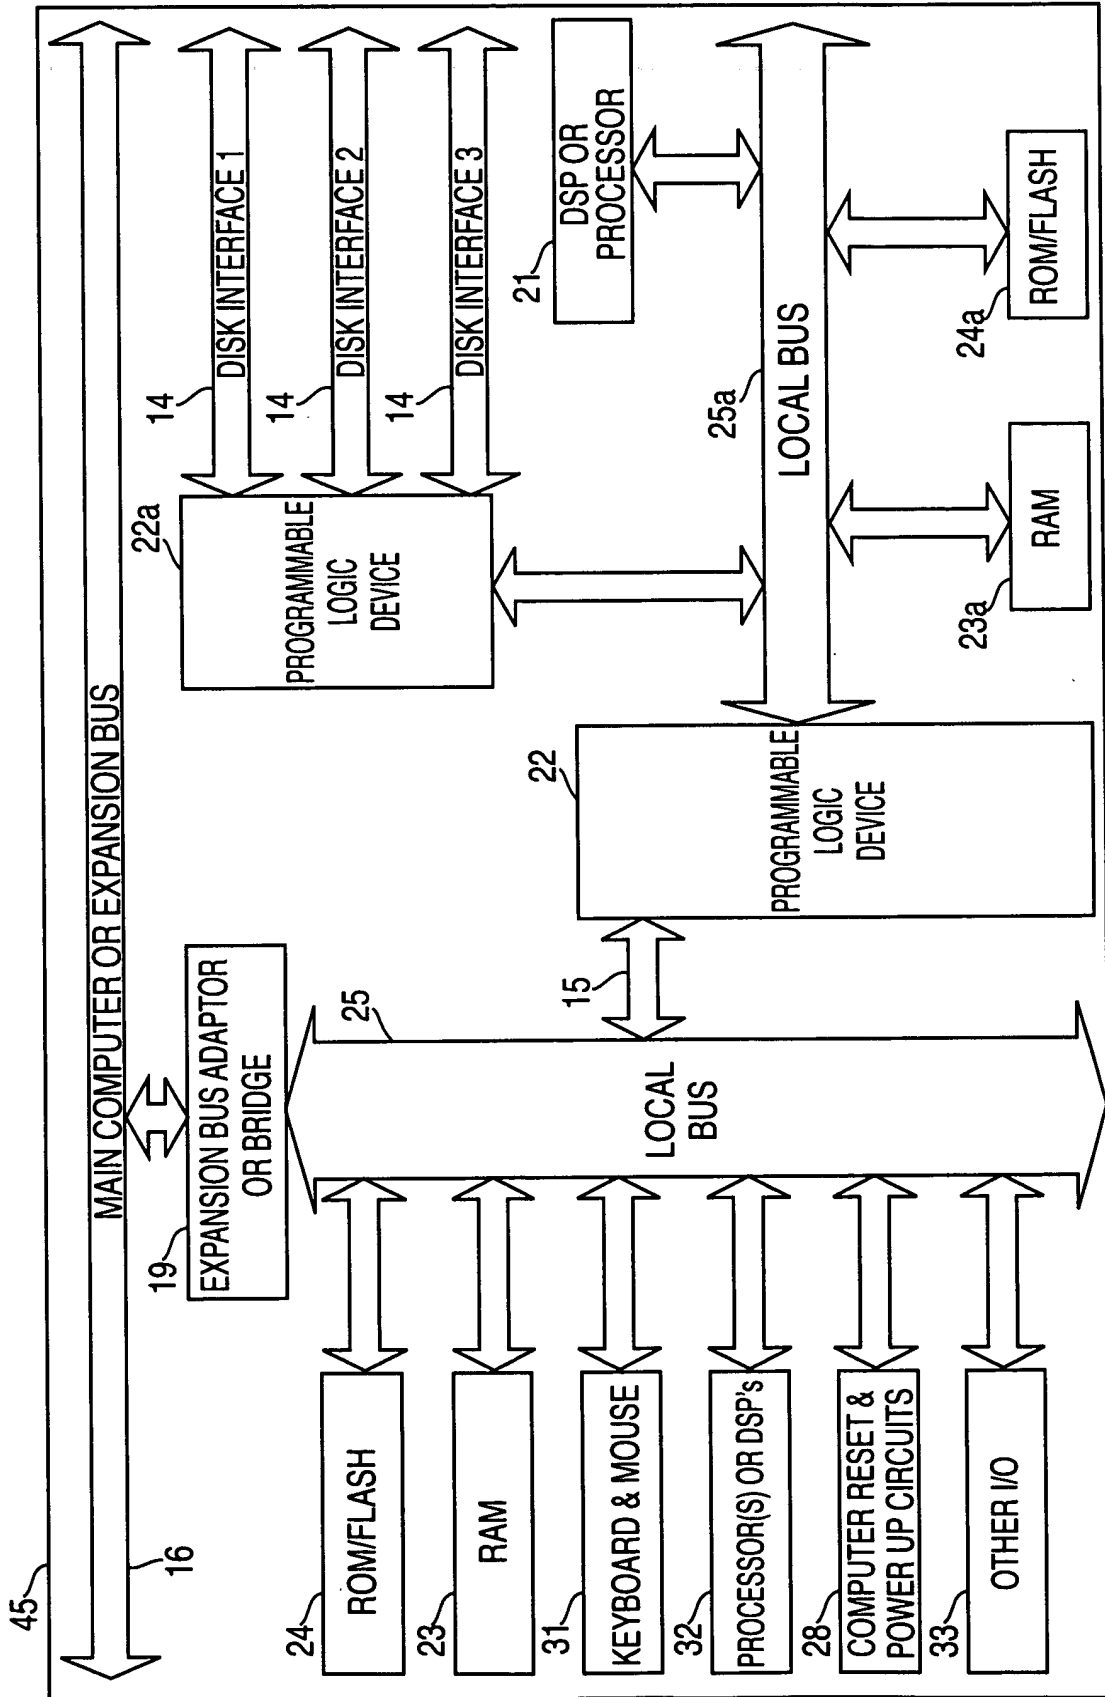 45
MAIN COMPUTER OR EXPANSION BUS
16
19
EXPANSION BUS ADAPTOR
OR BRIDGE
22a
PROGRAMMABLE
LOGIC
DEVICE
14
DISK INTERFACE 1
14
DISK INTERFACE 2
14
DISK INTERFACE 3
21
DSP OR
PROCESSOR
24
ROM/FLASH
23
RAM
31
KEYBOARD & MOUSE
32
PROCESSOR(S) OR DSP's
28
COMPUTER RESET &
POWER UP CIRCUITS
33
OTHER I/O
25
LOCAL
BUS
15
22
PROGRAMMABLE
LOGIC
DEVICE
25a
LOCAL BUS
23a
RAM
24a
ROM/FLASH